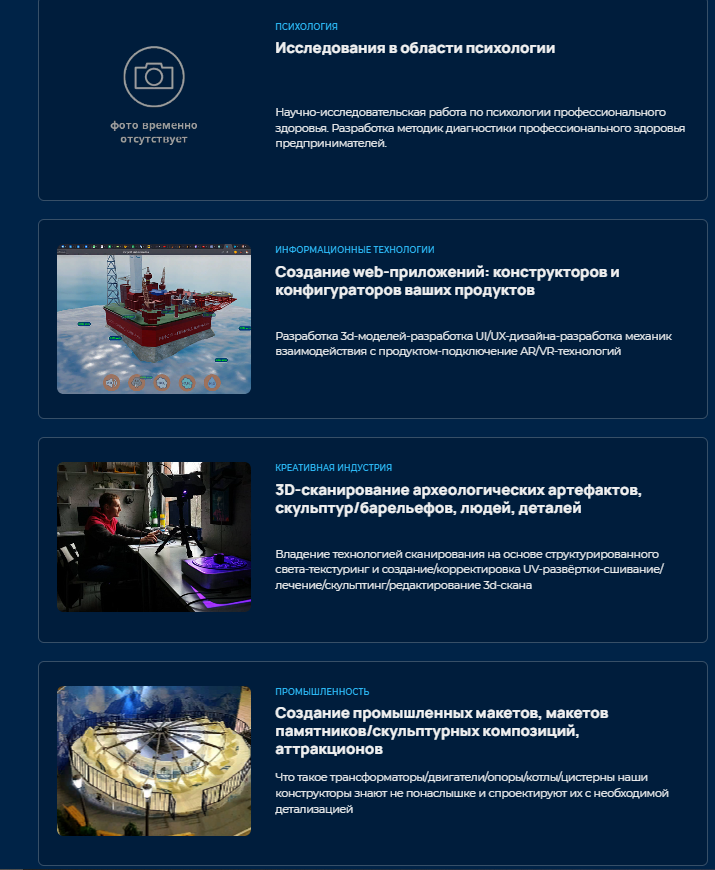 ПСИХОЛОГИЯ
Исследования в области психологии
фото временно
отсутствует
Научно-исследовательская работа по психологии профессионального
здоровья. Разработка методик диагностики профессионального здоровья
предпринимателей.
ИНФОРМАЦИОННЫЕ ТЕХНОЛОГИИ
Создание web-приложений: конструкторов и
конфигураторов ваших продуктов
Разработка 3d-моделей-разработка UI/UX-дизайна-разработка механик
взаимодействия с продуктом-подключение AR/VR-технологий
КРЕАТИВНАЯ ИНДУСТРИЯ
3D-сканирование археологических артефактов,
скульптур/барельефов, людей, деталей
Владение технологией сканирования на основе структурированного
света-текстуринг и создание/корректировка UV-развёртки-сшивание/
лечение/скульптинг/редактирование 3d-скана
ПРОМЫШЛЕННОСТЬ
Создание промышленных макетов, макетов
памятников/скульптурных композиций,
аттракционов
Что такое трансформаторы/двигатели/опоры/котлы/цистерны наши
конструкторы знают не понаслышке и спроектируют их с необходимой
детализацией